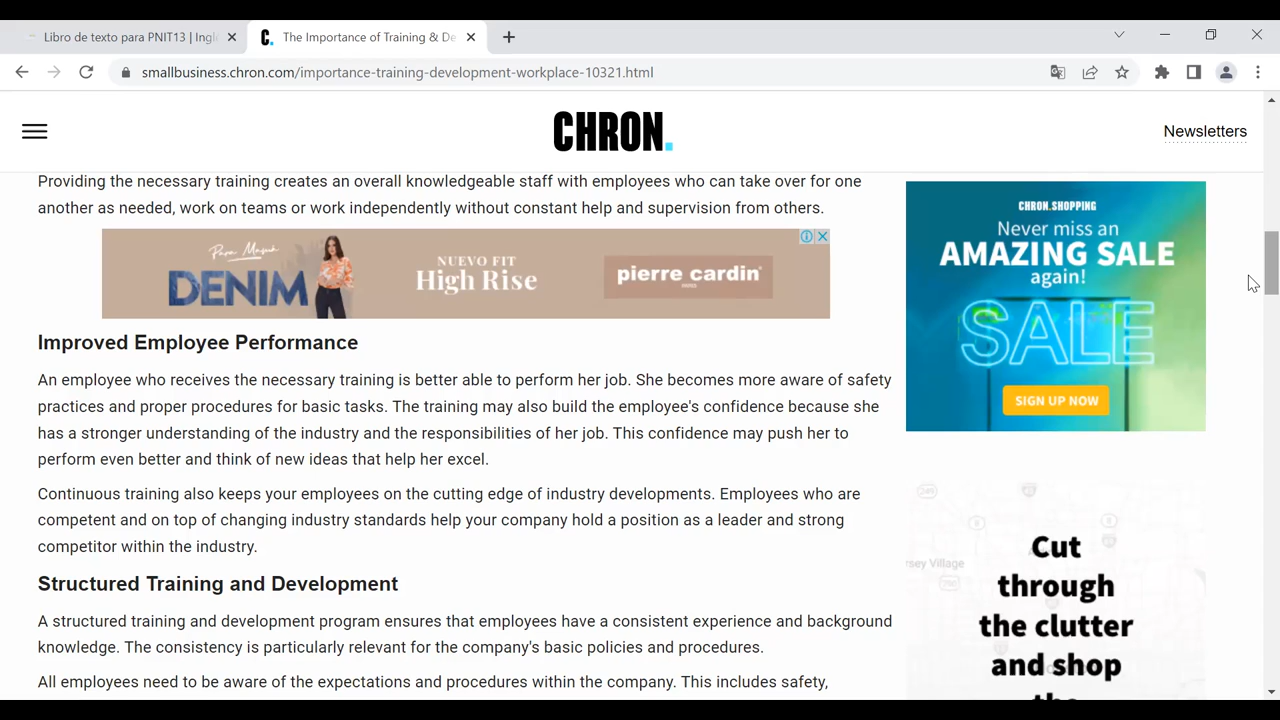 Libro de texto para PNIT13 | Ingl
C. The Importance of Training & De
smallbusiness.chron.com/importance-training-development-workplace-10321.html
CHRON.
Newsletters
Providing the necessary training creates an overall knowledgeable staff with employees who can take over for one
another as needed, work on teams or work independently without constant help and supervision from others.
Para Mamá
DENIM
NUEVO FIT
High Rise
pierre cardin
Improved Employee Performance
An employee who receives the necessary training is better able to perform her job. She becomes more aware of safety
practices and proper procedures for basic tasks. The training may also build the employee's confidence because she
has a stronger understanding of the industry and the responsibilities of her job. This confidence may push her to
perform even better and think of new ideas that help her excel.
Continuous training also keeps your employees on the cutting edge of industry developments. Employees who are
competent and on top of changing industry standards help your company hold a position as a leader and strong
competitor within the industry.
Structured Training and Development
A structured training and development program ensures that employees have a consistent experience and background
knowledge. The consistency is particularly relevant for the company's basic policies and procedures.
All employees need to be aware of the expectations and procedures within the company. This includes safety,
CHRON.SHOPPING
Never miss an
AMAZING SALE
again!
SALE
SIGN UP NOW
249
8
8
rsey Village
290
Cut
through
the clutter
and shop
the